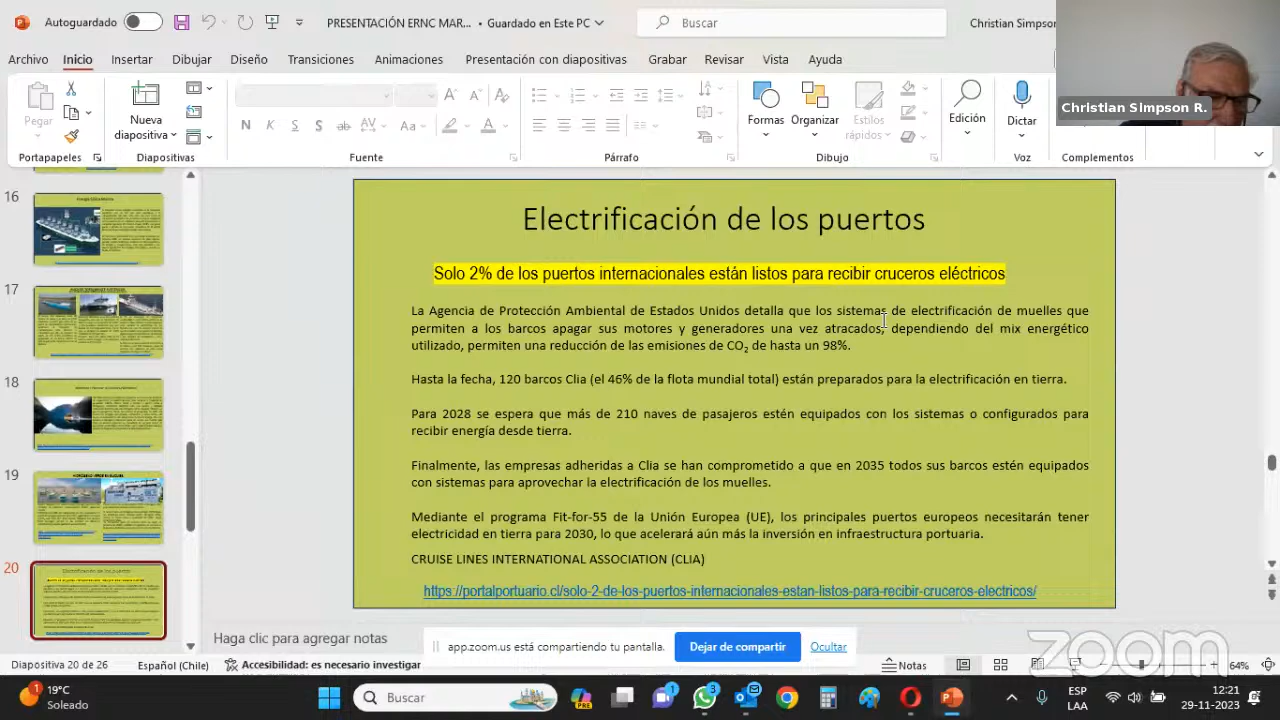 Autoguardado
PRESENTACIÓN ERNC MAR... • Guardado en Este PC
Buscar
Christian Simpson
Archivo Inicio Insertar Dibujar Diseño Transiciones Animaciones Presentación con diapositivas Grabar Revisar Vista Ayuda
Christian Simpson R.
Pegar
Nueva diapositiva
Formas Organizar Estilos rápidos
Edición
Dictar
Portapapeles Diapositivas Fuente Párrafo Dibujo Voz Complementos
16
17
18
19
20
Electrificación de los puertos
Solo 2% de los puertos internacionales están listos para recibir cruceros eléctricos
La Agencia de Protección Ambiental de Estados Unidos detalla que los sistemas de electrificación de muelles que
permiten a los barcos apagar sus motores y generadores una vez atracados, dependiendo del mix energético
utilizado, permiten una reducción de las emisiones de CO₂ de hasta un 98%.
Hasta la fecha, 120 barcos Clia (el 46% de la flota mundial total) están preparados para la electrificación en tierra.
Para 2028 se espera que más de 210 naves de pasajeros estén equipados con los sistemas o configurados para
recibir energía desde tierra.
Finalmente, las empresas adheridas a Clia se han comprometido a que en 2035 todos sus barcos estén equipados
con sistemas para aprovechar la electrificación de los muelles.
Mediante el programa Fit-for-55 de la Unión Europea (UE), los principales puertos europeos necesitarán tener
electricidad en tierra para 2030, lo que acelerará aún más la inversión en infraestructura portuaria.
CRUISE LINES INTERNATIONAL ASSOCIATION (CLIA)
https://portalportuario.cl/solo-2-de-los-puertos-internacionales-estan-listos-para-recibir-cruceros-electricos/
Haga clic para agregar notas
app.zoom.us está compartiendo tu pantalla.
Dejar de compartir
Ocultar
zoom
Diapositiva 20 de 26
Español (Chile)
Accesibilidad: es necesario investigar
Notas
64%
1
19°C
Soleado
Buscar
PRE
1
3
ESP
LAA
12:21
29-11-2023